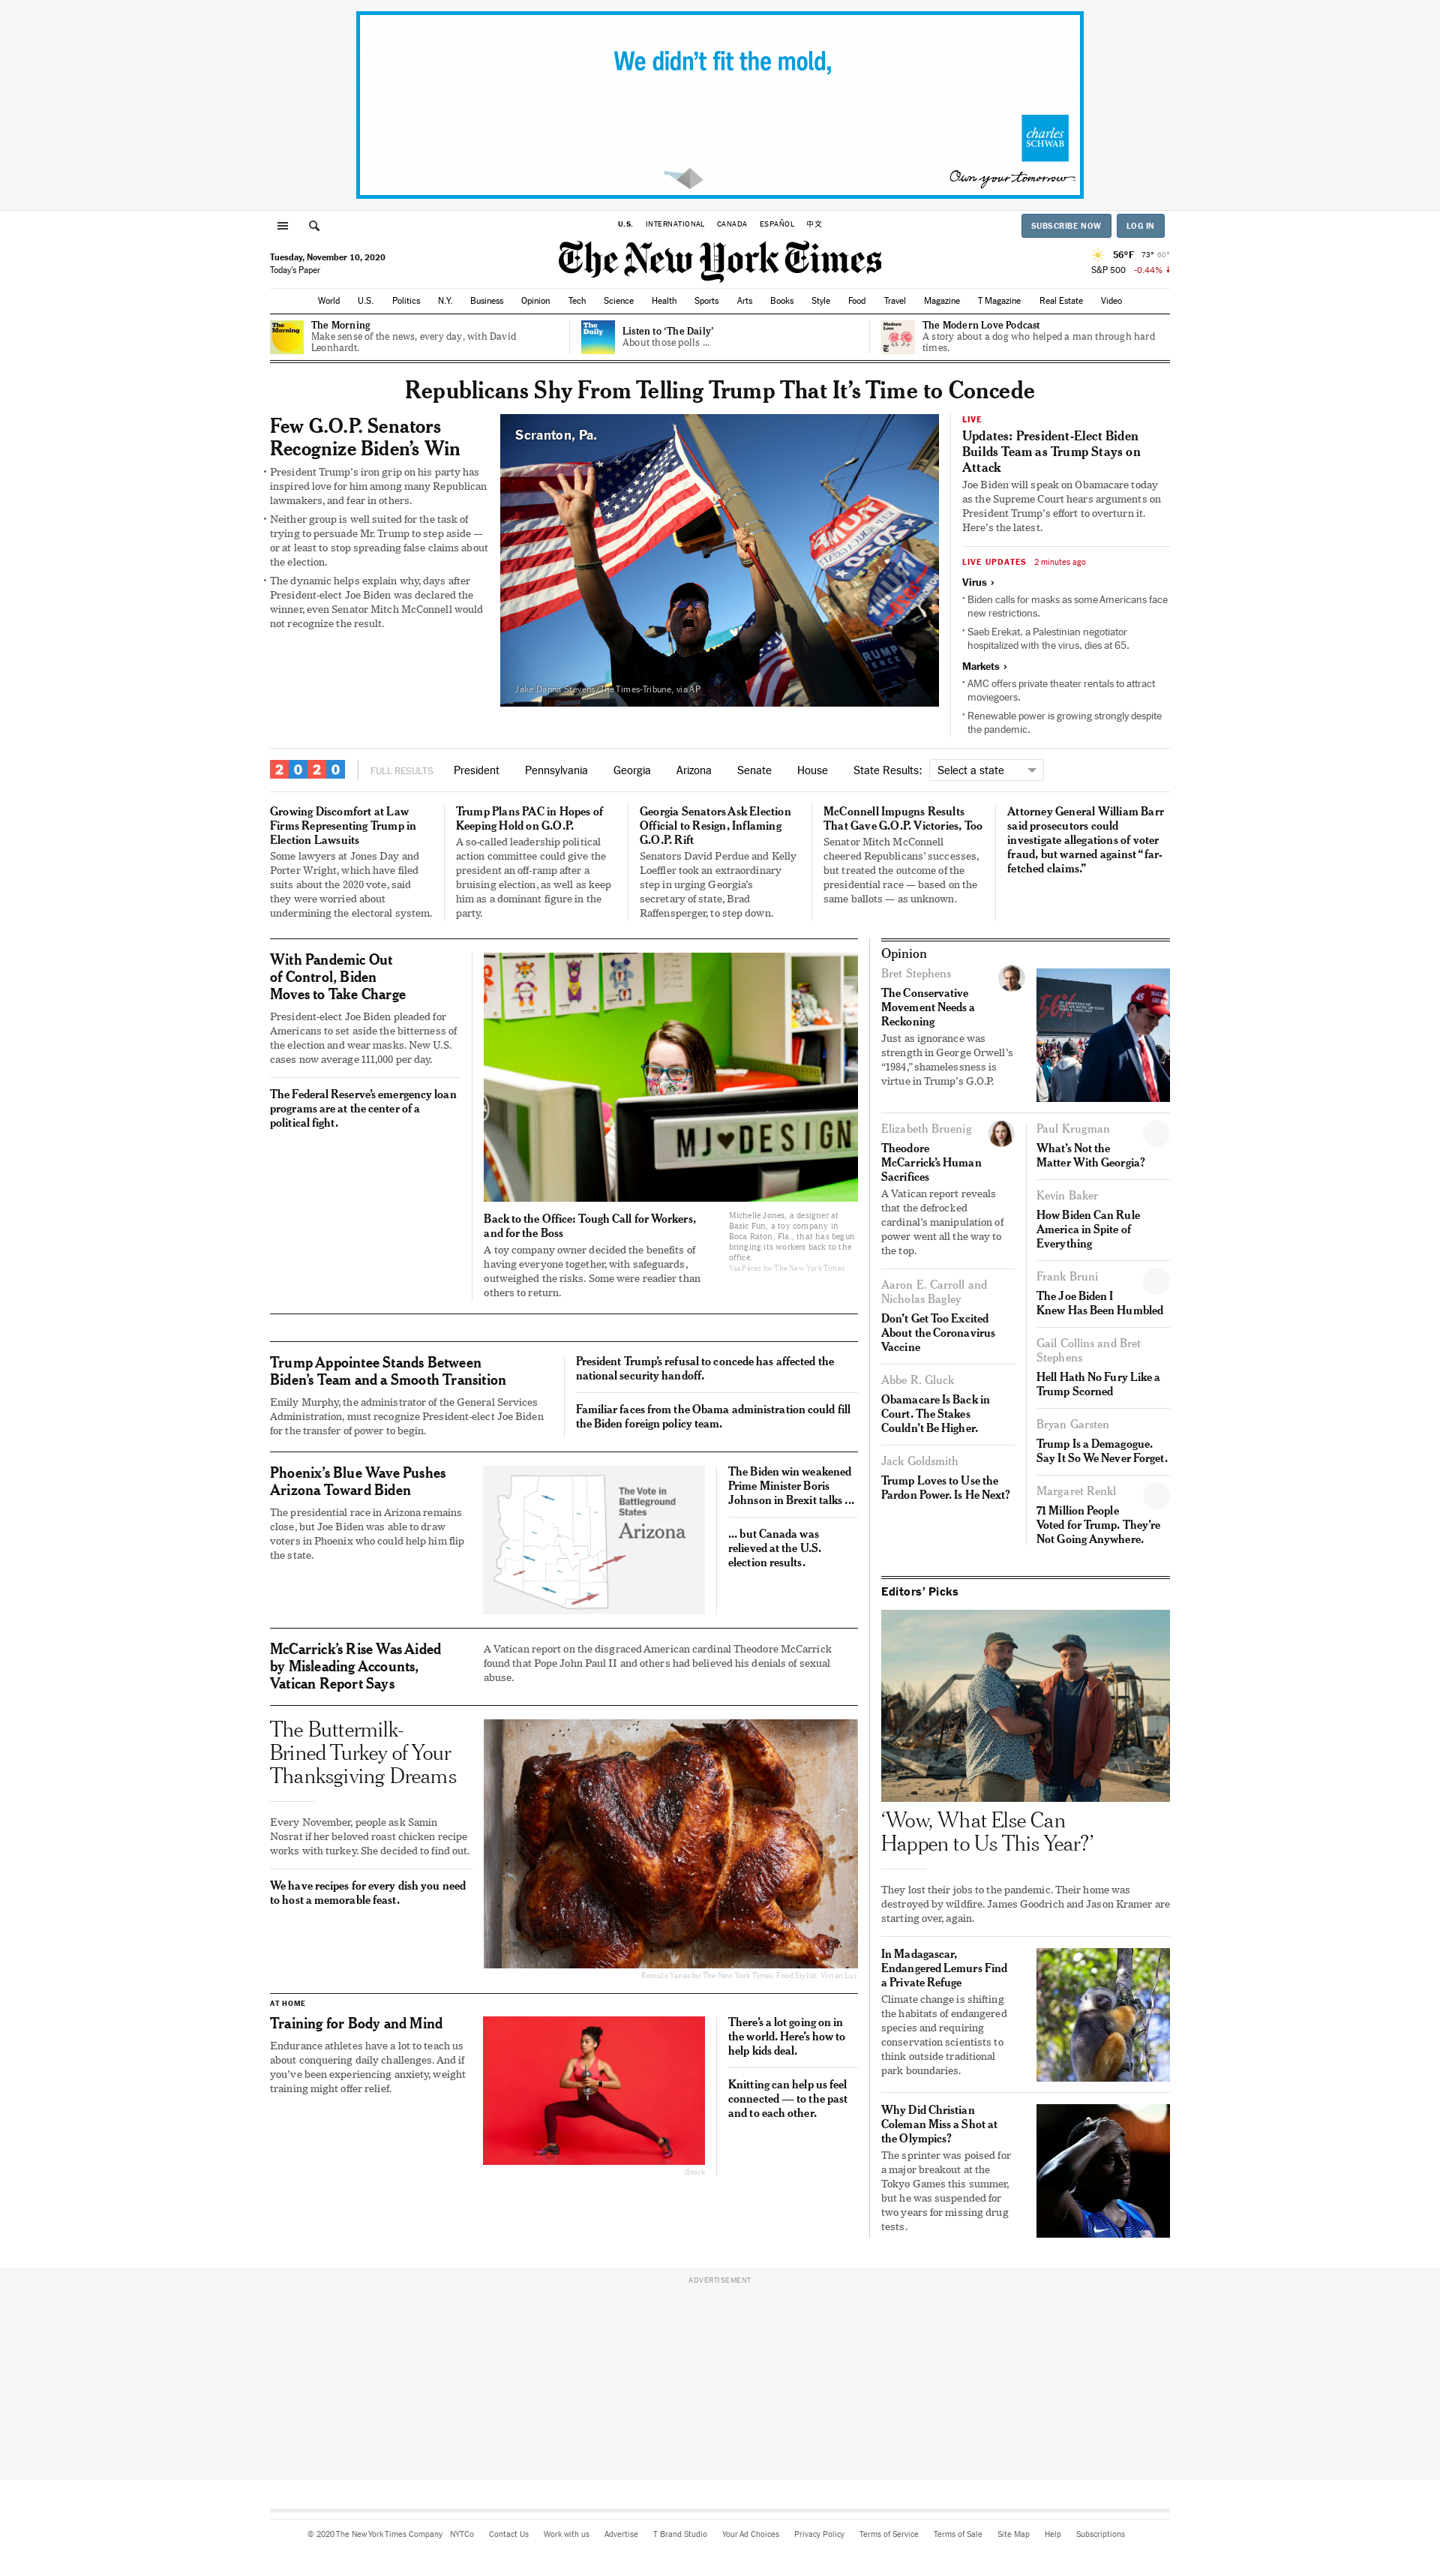 We didn't fit the mold,
charles
SCHWAB
Own your tomorrow
U.S. INTERNATIONAL CANADA ESPAÑOL 中文
SUBSCRIBE NOW LOG IN
The New York Times
Tuesday, November 10, 2020
Today's Paper
56°F 73° 60°
S&P 500 -0.44%
World U.S. Politics N.Y. Business Opinion Tech Science Health Sports Arts Books Style Food Travel Magazine T Magazine Real Estate Video
The Morning
The Morning
Make sense of the news, every day, with David
Leonhardt.
The Daily
Listen to 'The Daily'
About those polls ...
Modern Love
The Modern Love Podcast
A story about a dog who helped a man through hard
times.
Republicans Shy From Telling Trump That It's Time to Concede
Few G.O.P. Senators
Recognize Biden's Win
• President Trump's iron grip on his party has
inspired love for him among many Republican
lawmakers, and fear in others.
• Neither group is well suited for the task of
trying to persuade Mr. Trump to step aside —
or at least to stop spreading false claims about
the election.
• The dynamic helps explain why, days after
President-elect Joe Biden was declared the
winner, even Senator Mitch McConnell would
not recognize the result.
Scranton, Pa.
Jake Danna Stevens/The Times-Tribune, via AP
LIVE
Updates: President-Elect Biden
Builds Team as Trump Stays on
Attack
Joe Biden will speak on Obamacare today
as the Supreme Court hears arguments on
President Trump's effort to overturn it.
Here's the latest.
LIVE UPDATES 2 minutes ago
Virus ›
• Biden calls for masks as some Americans face
new restrictions.
• Saeb Erekat, a Palestinian negotiator
hospitalized with the virus, dies at 65.
Markets ›
• AMC offers private theater rentals to attract
moviegoers.
• Renewable power is growing strongly despite
the pandemic.
2020 FULL RESULTS President Pennsylvania Georgia Arizona Senate House State Results: Select a state
Growing Discomfort at Law
Firms Representing Trump in
Election Lawsuits
Some lawyers at Jones Day and
Porter Wright, which have filed
suits about the 2020 vote, said
they were worried about
undermining the electoral system.
Trump Plans PAC in Hopes of
Keeping Hold on G.O.P.
A so-called leadership political
action committee could give the
president an off-ramp after a
bruising election, as well as keep
him as a dominant figure in the
party.
Georgia Senators Ask Election
Official to Resign, Inflaming
G.O.P. Rift
Senators David Perdue and Kelly
Loeffler took an extraordinary
step in urging Georgia's
secretary of state, Brad
Raffensperger, to step down.
McConnell Impugns Results
That Gave G.O.P. Victories, Too
Senator Mitch McConnell
cheered Republicans' successes,
but treated the outcome of the
presidential race — based on the
same ballots — as unknown.
Attorney General William Barr
said prosecutors could
investigate allegations of voter
fraud, but warned against "far-
fetched claims."
With Pandemic Out
of Control, Biden
Moves to Take Charge
President-elect Joe Biden pleaded for
Americans to set aside the bitterness of
the election and wear masks. New U.S.
cases now average 111,000 per day.
The Federal Reserve's emergency loan
programs are at the center of a
political fight.
MJ♥DESIGN
Back to the Office: Tough Call for Workers,
and for the Boss
A toy company owner decided the benefits of
having everyone together, with safeguards,
outweighed the risks. Some were readier than
others to return.
Michelle Jones, a designer at
Basic Fun, a toy company in
Boca Raton, Fla., that has begun
bringing its workers back to the
office.
Ysa Pérez for The New York Times
Trump Appointee Stands Between
Biden's Team and a Smooth Transition
Emily Murphy, the administrator of the General Services
Administration, must recognize President-elect Joe Biden
for the transfer of power to begin.
President Trump's refusal to concede has affected the
national security handoff.
Familiar faces from the Obama administration could fill
the Biden foreign policy team.
Phoenix's Blue Wave Pushes
Arizona Toward Biden
The presidential race in Arizona remains
close, but Joe Biden was able to draw
voters in Phoenix who could help him flip
the state.
The Vote in
Battleground
States
Arizona
The Biden win weakened
Prime Minister Boris
Johnson in Brexit talks ...
... but Canada was
relieved at the U.S.
election results.
McCarrick's Rise Was Aided
by Misleading Accounts,
Vatican Report Says
A Vatican report on the disgraced American cardinal Theodore McCarrick
found that Pope John Paul II and others had believed his denials of sexual
abuse.
The Buttermilk-
Brined Turkey of Your
Thanksgiving Dreams
Every November, people ask Samin
Nosrat if her beloved roast chicken recipe
works with turkey. She decided to find out.
We have recipes for every dish you need
to host a memorable feast.
Romulo Yanes for The New York Times. Food Stylist: Vivian Lui.
AT HOME
Training for Body and Mind
Endurance athletes have a lot to teach us
about conquering daily challenges. And if
you've been experiencing anxiety, weight
training might offer relief.
iStock
There's a lot going on in
the world. Here's how to
help kids deal.
Knitting can help us feel
connected — to the past
and to each other.
Opinion
Bret Stephens
The Conservative
Movement Needs a
Reckoning
Just as ignorance was
strength in George Orwell's
"1984," shamelessness is
virtue in Trump's G.O.P.
56%
45
Elizabeth Bruenig
Theodore
McCarrick's Human
Sacrifices
A Vatican report reveals
that the defrocked
cardinal's manipulation of
power went all the way to
the top.
Aaron E. Carroll and
Nicholas Bagley
Don't Get Too Excited
About the Coronavirus
Vaccine
Abbe R. Gluck
Obamacare Is Back in
Court. The Stakes
Couldn't Be Higher.
Jack Goldsmith
Trump Loves to Use the
Pardon Power. Is He Next?
Paul Krugman
What's Not the
Matter With Georgia?
Kevin Baker
How Biden Can Rule
America in Spite of
Everything
Frank Bruni
The Joe Biden I
Knew Has Been Humbled
Gail Collins and Bret
Stephens
Hell Hath No Fury Like a
Trump Scorned
Bryan Garsten
Trump Is a Demagogue.
Say It So We Never Forget.
Margaret Renkl
71 Million People
Voted for Trump. They're
Not Going Anywhere.
Editors' Picks
'Wow, What Else Can
Happen to Us This Year?'
They lost their jobs to the pandemic. Their home was
destroyed by wildfire. James Goodrich and Jason Kramer are
starting over, again.
In Madagascar,
Endangered Lemurs Find
a Private Refuge
Climate change is shifting
the habitats of endangered
species and requiring
conservation scientists to
think outside traditional
park boundaries.
Why Did Christian
Coleman Miss a Shot at
the Olympics?
The sprinter was poised for
a major breakout at the
Tokyo Games this summer,
but he was suspended for
two years for missing drug
tests.
ADVERTISEMENT
© 2020 The New York Times Company NYTCo Contact Us Work with us Advertise T Brand Studio Your Ad Choices Privacy Policy Terms of Service Terms of Sale Site Map Help Subscriptions